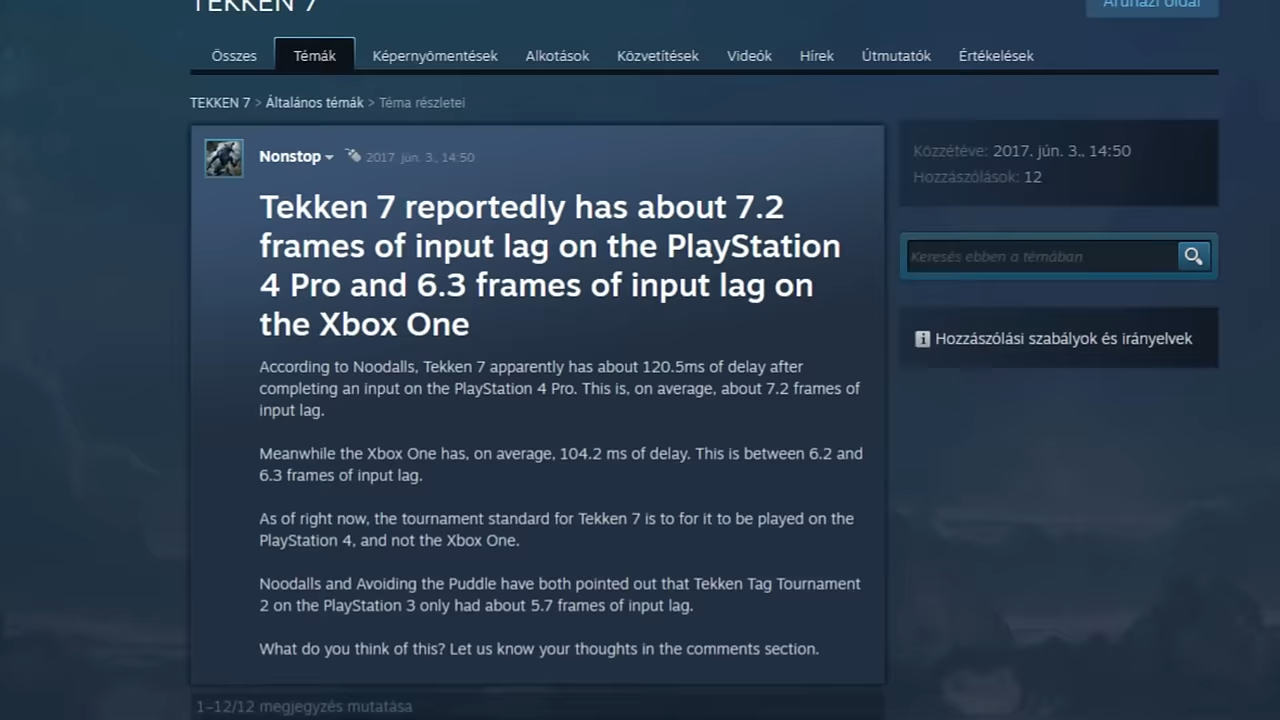 TEKKEN 7
Áruházi oldal
Összes Témák Képernyőmentések Alkotások Közvetítések Videók Hírek Útmutatók Értékelések
TEKKEN 7 > Általános témák > Téma részletei
Nonstop 2017. jún. 3., 14:50
Tekken 7 reportedly has about 7.2
frames of input lag on the PlayStation
4 Pro and 6.3 frames of input lag on
the Xbox One
According to Noodalls, Tekken 7 apparently has about 120.5ms of delay after
completing an input on the PlayStation 4 Pro. This is, on average, about 7.2 frames of
input lag.
Meanwhile the Xbox One has, on average, 104.2 ms of delay. This is between 6.2 and
6.3 frames of input lag.
As of right now, the tournament standard for Tekken 7 is to for it to be played on the
PlayStation 4, and not the Xbox One.
Noodalls and Avoiding the Puddle have both pointed out that Tekken Tag Tournament
2 on the PlayStation 3 only had about 5.7 frames of input lag.
What do you think of this? Let us know your thoughts in the comments section.
1–12/12 megjegyzés mutatása
Közzétéve: 2017. jún. 3., 14:50
Hozzászólások: 12
Keresés ebben a témában
Hozzászólási szabályok és irányelvek